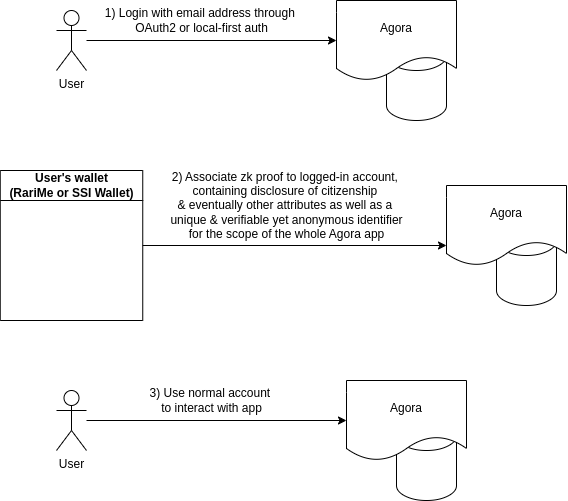 1) Login with email address through
OAuth2 or local-first auth
Agora
User
User's wallet
(RariMe or SSI Wallet)
2) Associate zk proof to logged-in account,
containing disclosure of citizenship
& eventually other attributes as well as a
unique & verifiable yet anonymous identifier
for the scope of the whole Agora app
Agora
3) Use normal account
to interact with app
Agora
User